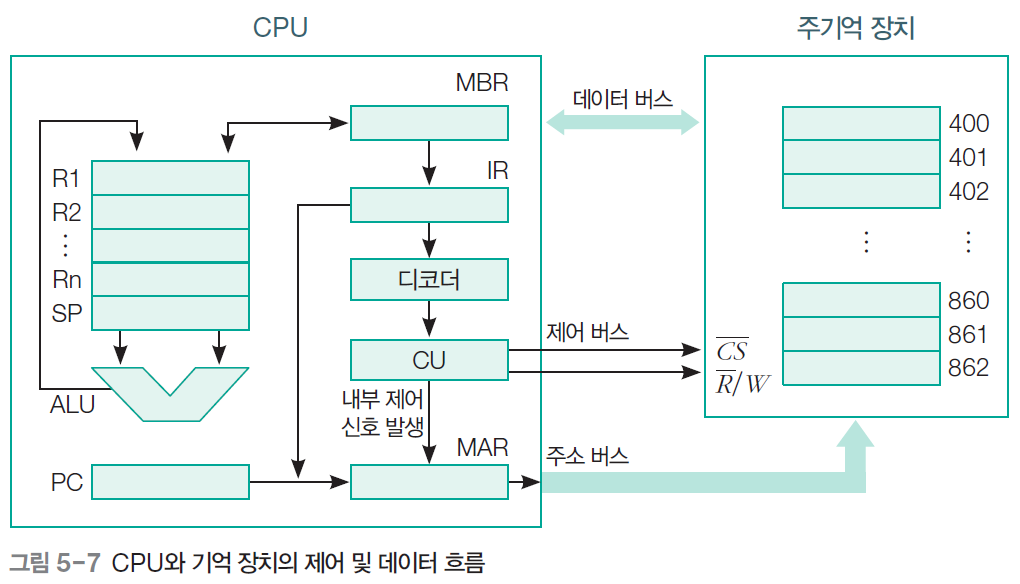 CPU
주기억 장치
MBR
데이터 버스
400
401
402
IR
R1
R2
⋮
Rn
SP
⋮
⋮
디코더
860
861
862
제어 버스
CU
C̅S̅
R̅/W
ALU
내부 제어
신호 발생
MAR
주소 버스
PC
그림 5-7 CPU와 기억 장치의 제어 및 데이터 흐름